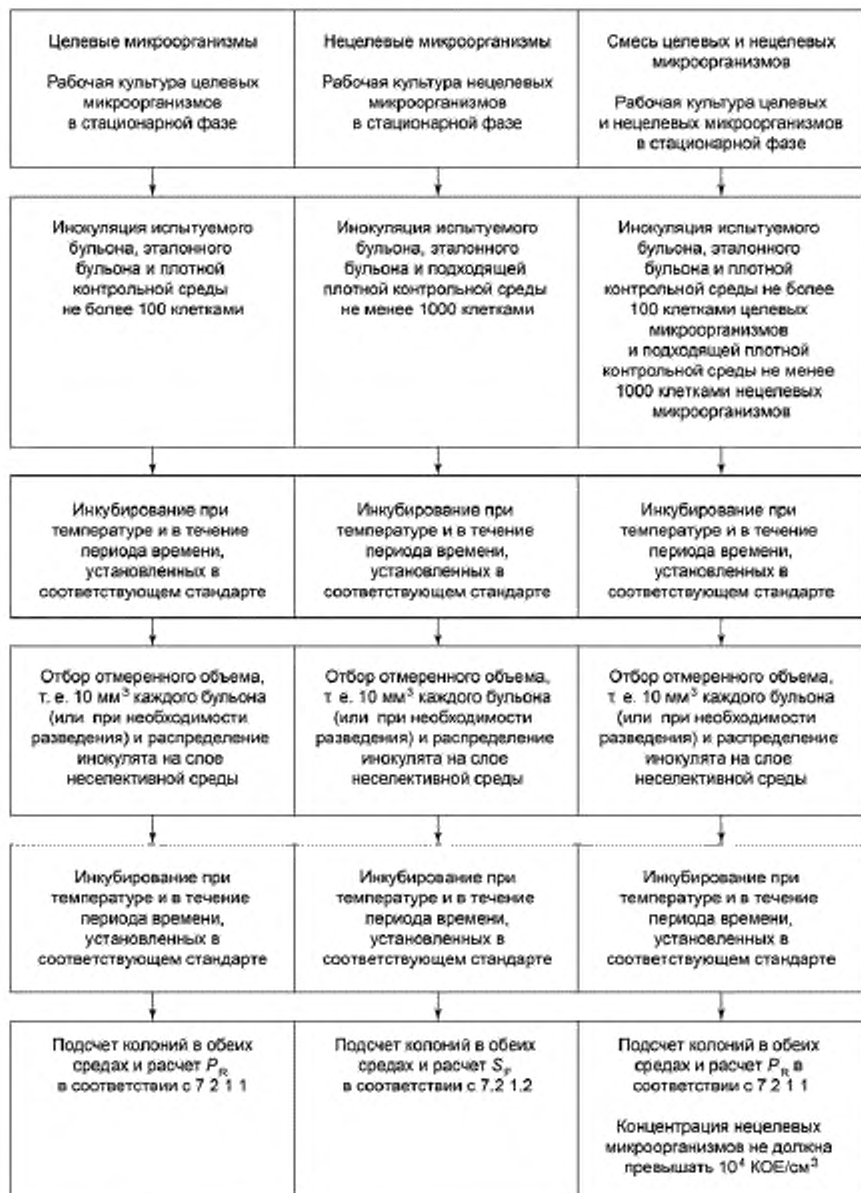 Целевые микроорганизмы
Рабочая культура целевых
микроорганизмов
в стационарной фазе
Нецелевые микроорганизмы
Рабочая культура нецелевых
микроорганизмов
в стационарной фазе
Смесь целевых и нецелевых
микроорганизмов
Рабочая культура целевых
и нецелевых микроорганизмов
в стационарной фазе
Инокуляция испытуемого
бульона, эталонного
бульона и плотной
контрольной среды
не более 100 клетками
Инокуляция испытуемого
бульона, эталонного
бульона и подходящей
плотной контрольной среды
не менее 1000 клетками
Инокуляция испытуемого
бульона, эталонного
бульона и плотной
контрольной среды не более
100 клетками целевых
микроорганизмов
и подходящей плотной
контрольной среды не менее
1000 клетками нецелевых
микроорганизмов
Инкубирование при
температуре и в течение
периода времени,
установленных в
соответствующем стандарте
Инкубирование при
температуре и в течение
периода времени,
установленных в
соответствующем стандарте
Инкубирование при
температуре и в течение
периода времени,
установленных в
соответствующем стандарте
Отбор отмеренного объема,
т. е. 10 мм³ каждого бульона
(или при необходимости
разведения) и распределение
инокулята на слое
неселективной среды
Отбор отмеренного объема,
т е. 10 мм³ каждого бульона
(или при необходимости
разведения) и распределение
инокулята на слое
неселективной среды
Отбор отмеренного объема,
т е. 10 мм³ каждого бульона
(или при необходимости
разведения) и распределение
инокулята на слое
неселективной среды
Инкубирование при
температуре и в течение
периода времени,
установленных в
соответствующем стандарте
Инкубирование при
температуре и в течение
периода времени,
установленных в
соответствующем стандарте
Инкубирование при
температуре и в течение
периода времени,
установленных в
соответствующем стандарте
Подсчет колоний в обеих
средах и расчет P_R
в соответствии с 7 2 1 1
Подсчет колоний в обеих
средах и расчет S_F
в соответствии с 7.2 1.2
Подсчет колоний в обеих
средах и расчет P_R в
соответствии с 7 2 1 1
Концентрация нецелевых
микроорганизмов не должна
превышать 10⁴ КОЕ/см³